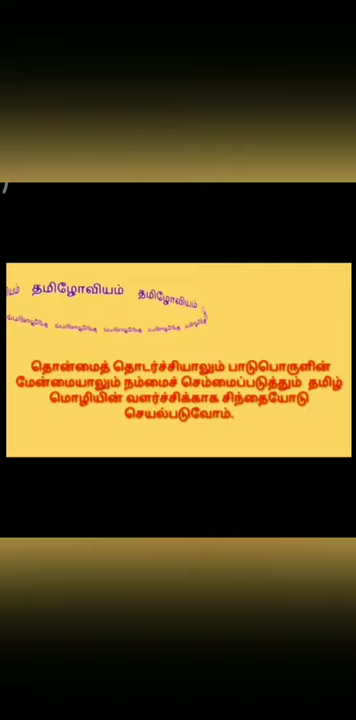 தமிழோவியம் தமிழோவியம்
தொன்மைத் தொடர்ச்சியாலும் பாடுபொருளின்
மேன்மையாலும் நம்மைச் செம்மைப்படுத்தும் தமிழ்
மொழியின் வளர்ச்சிக்காக சிந்தையோடு
செயல்படுவோம்.